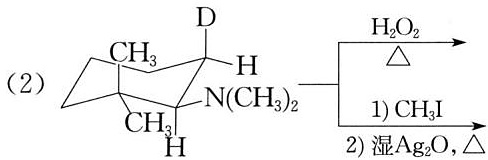 D
H₂O₂
CH₃
H
△
(2)
N(CH₃)₂
1) CH₃I
CH₃
H
2) 湿Ag₂O, △